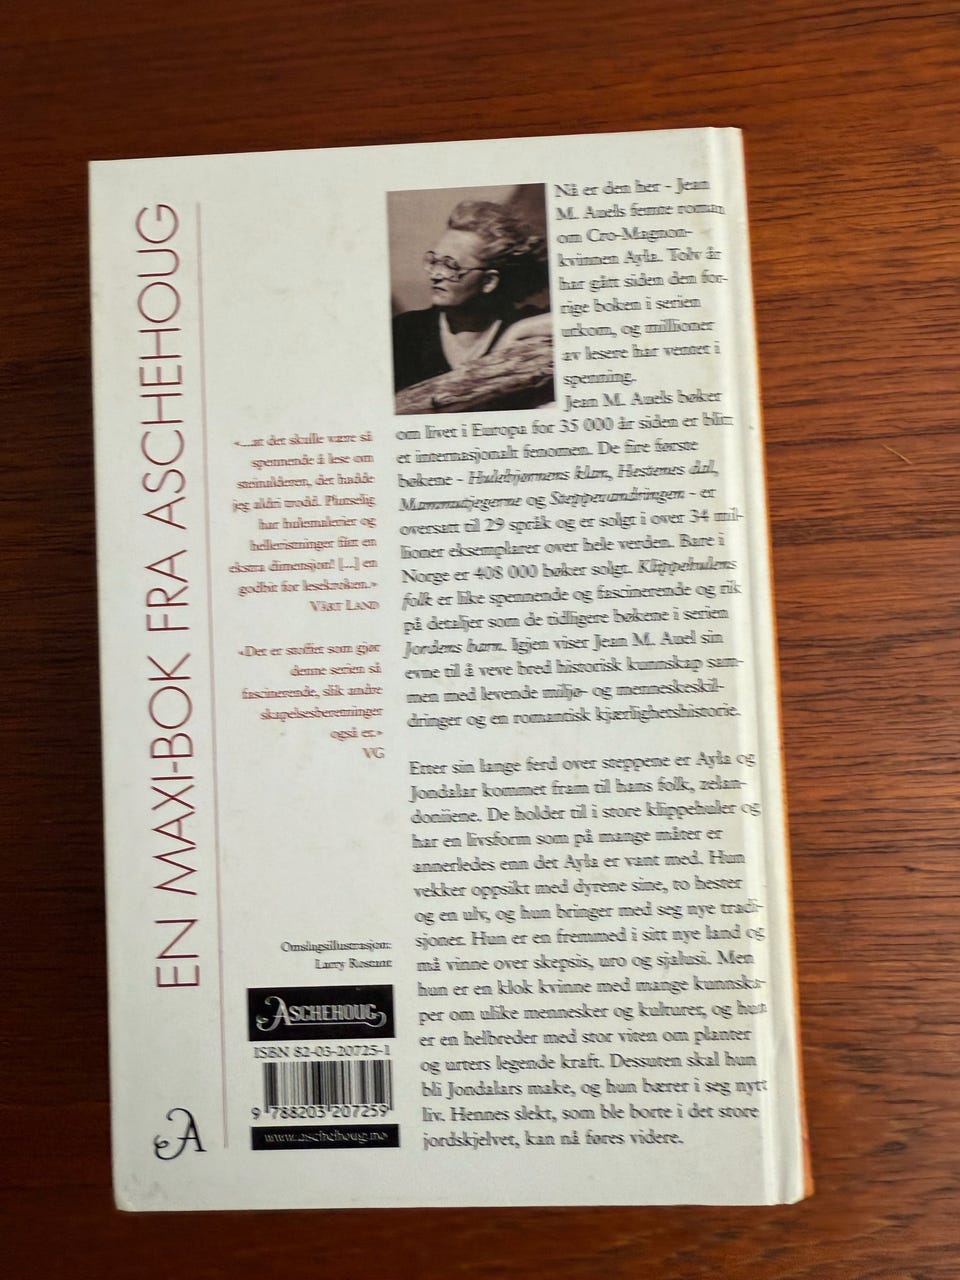 EN MAXI-BOK FRA ASCHEHOUG
A
«...at det skulle være så
spennende å lese om
steinalderen, det hadde
jeg aldri trodd. Plutselig
har hulemalerier og
helleristninger fått en
ekstra dimensjon! [...] en
godbit for lesekroken.»
VÅRT LAND
«Det er stoffet som gjør
denne serien så
fascinerende, slik andre
skapelsesberetninger
også er.»
VG
Omslagsillustrasjon:
Larry Rostant
ASCHEHOUG
ISBN 82-03-20725-1
9 788203 207259
www.aschehoug.no
Nå er den her - Jean
M. Auels femte roman
om Cro-Magnon-
kvinnen Ayla. Tolv år
har gått siden den for-
rige boken i serien
utkom, og millioner
av lesere har ventet i
spenning.
Jean M. Auels bøker
om livet i Europa for 35 000 år siden er blitt
et internasjonalt fenomen. De fire første
bøkene - Hulebjørnens klan, Hestenes dal,
Mammutjegerne og Steppevandringen - er
oversatt til 29 språk og er solgt i over 34 mil-
lioner eksemplarer over hele verden. Bare i
Norge er 408 000 bøker solgt. Klippehulens
folk er like spennende og fascinerende og rik
på detaljer som de tidligere bøkene i serien
Jordens barn. Igjen viser Jean M. Auel sin
evne til å veve bred historisk kunnskap sam-
men med levende miljø- og menneskeskil-
dringer og en romantisk kjærlighetshistorie.
Etter sin lange ferd over steppene er Ayla og
Jondalar kommet fram til hans folk, zelan-
doniiene. De holder til i store klippehuler og
har en livsform som på mange måter er
annerledes enn det Ayla er vant med. Hun
vekker oppsikt med dyrene sine, to hester
og en ulv, og hun bringer med seg nye tradi-
sjoner. Hun er en fremmed i sitt nye land og
må vinne over skepsis, uro og sjalusi. Men
hun er en klok kvinne med mange kunnska-
per om ulike mennesker og kulturer, og hun
er en helbreder med stor viten om planter
og urters legende kraft. Dessuten skal hun
bli Jondalars make, og hun bærer i seg nytt
liv. Hennes slekt, som ble borte i det store
jordskjelvet, kan nå føres videre.